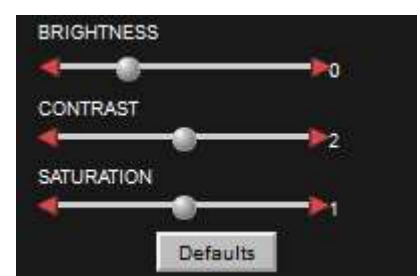 BRIGHTNESS
0
CONTRAST
2
SATURATION
1
Defaults